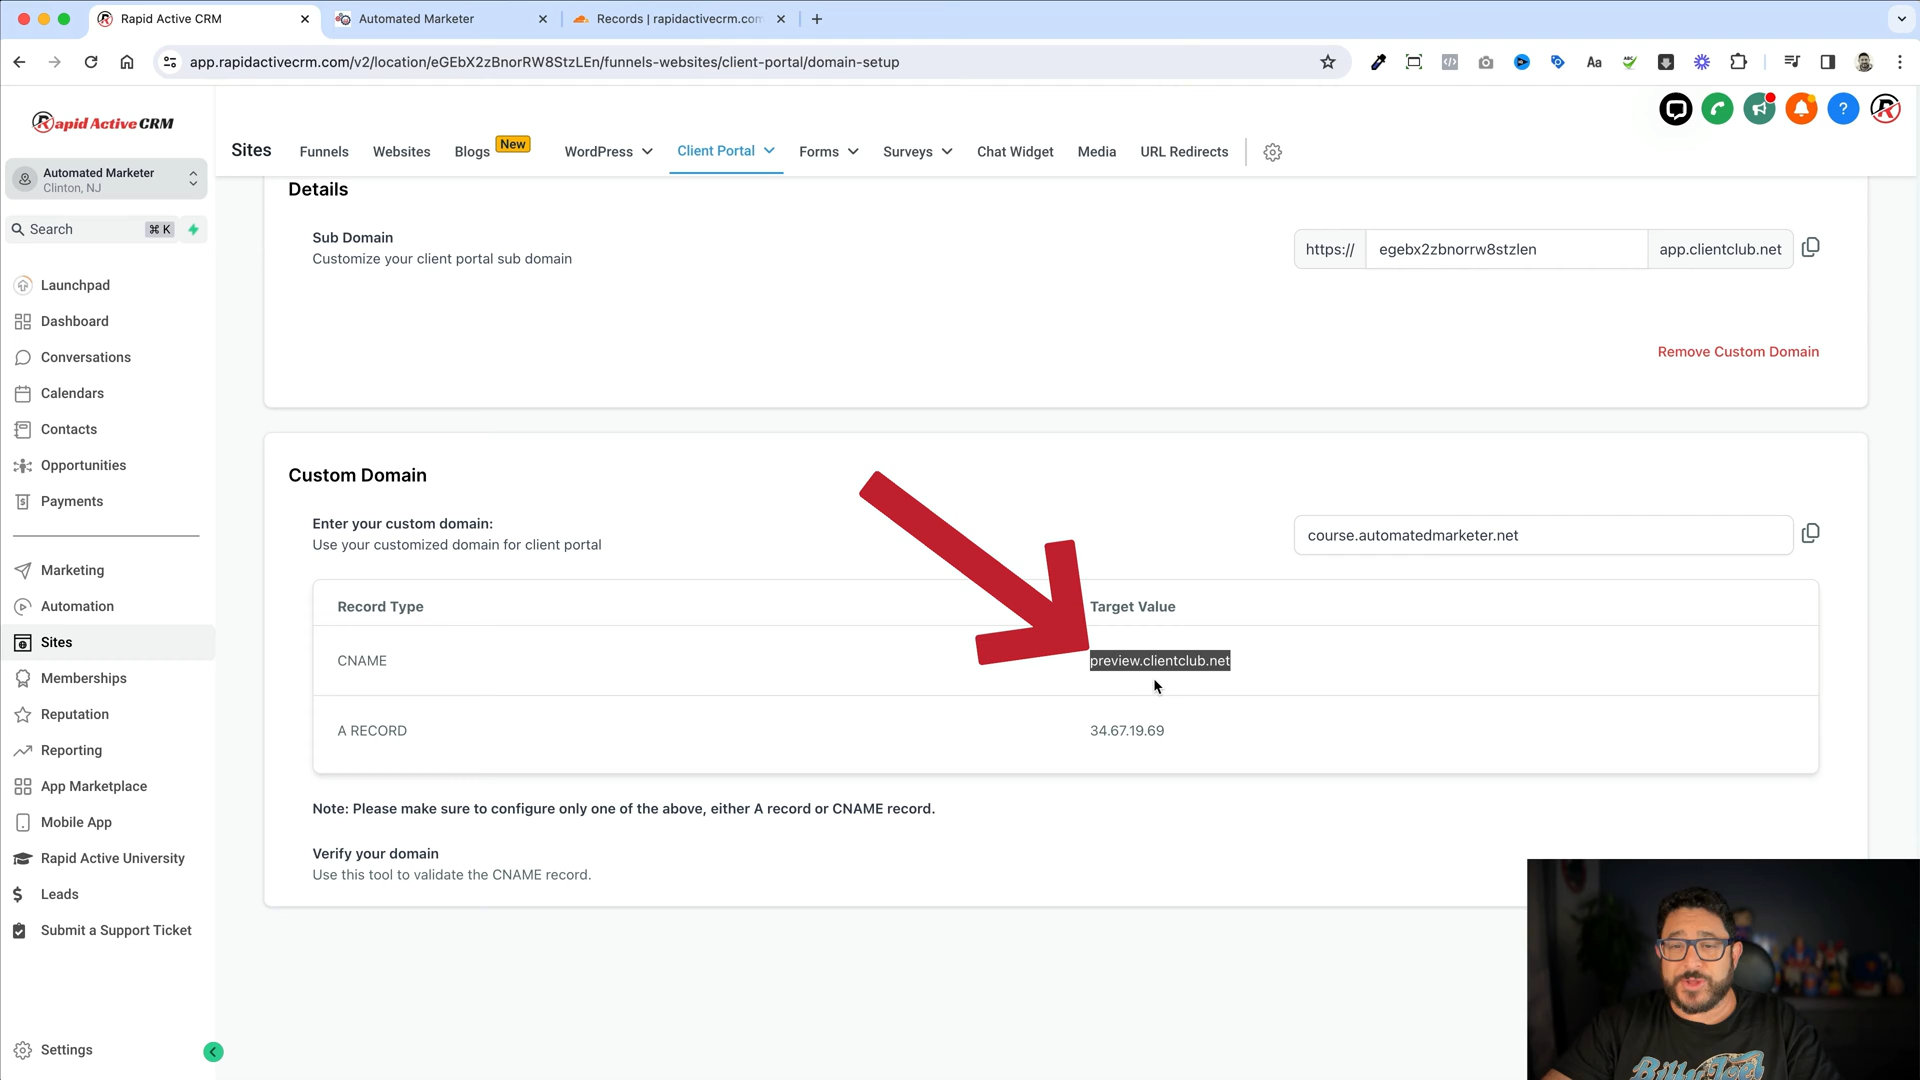 Rapid Active CRM
Automated Marketer
Records | rapidactivecrm.com
app.rapidactivecrm.com/v2/location/eGEbX2zBnorRW8StzLEn/funnels-websites/client-portal/domain-setup
Aa
Rapid Active CRM
Automated Marketer
Clinton, NJ
Search
⌘ K
Launchpad
Dashboard
Conversations
Calendars
Contacts
Opportunities
Payments
Marketing
Automation
Sites
Memberships
Reputation
Reporting
App Marketplace
Mobile App
Rapid Active University
Leads
Submit a Support Ticket
Settings
Sites
Funnels
Websites
Blogs
New
WordPress
Client Portal
Forms
Surveys
Chat Widget
Media
URL Redirects
Details
Sub Domain
Customize your client portal sub domain
https://
egebx2zbnorrw8stzlen
app.clientclub.net
Remove Custom Domain
Custom Domain
Enter your custom domain:
Use your customized domain for client portal
course.automatedmarketer.net
Record Type
Target Value
CNAME
preview.clientclub.net
A RECORD
34.67.19.69
Note: Please make sure to configure only one of the above, either A record or CNAME record.
Verify your domain
Use this tool to validate the CNAME record.
Billy Joel